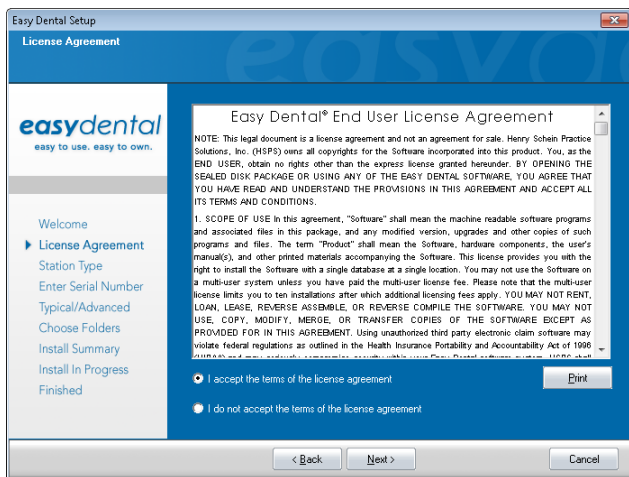 Easy Dental Setup
License Agreement
easydental
easy to use. easy to own.
Welcome
License Agreement
Station Type
Enter Serial Number
Typical/Advanced
Choose Folders
Install Summary
Install In Progress
Finished
Easy Dental® End User License Agreement
NOTE: This legal document is a license agreement and not an agreement for sale. Henry Schein Practice
Solutions, Inc. (HSPS) owns all copyrights for the Software incorporated into this product. You, as the
END USER, obtain no rights other than the express license granted hereunder. BY OPENING THE
SEALED DISK PACKAGE OR USING ANY OF THE EASY DENTAL SOFTWARE, YOU AGREE THAT
YOU HAVE READ AND UNDERSTAND THE PROVISIONS IN THIS AGREEMENT AND ACCEPT ALL
ITS TERMS AND CONDITIONS.
1. SCOPE OF USE In this agreement, "Software" shall mean the machine readable software programs
and associated files in this package, and any modified version, upgrades and other copies of such
programs and files. The term "Product" shall mean the Software, hardware components, the user's
manual(s), and other printed materials accompanying the Software. This license provides you with the
right to install the Software with a single database at a single location. You may not use the Software on
a multi-user system unless you have paid the multi-user license fee. Please note that the multi-user
license limits you to ten installations after which additional licensing fees apply. YOU MAY NOT RENT,
LOAN, LEASE, REVERSE ASSEMBLE, OR REVERSE COMPILE THE SOFTWARE. YOU MAY NOT
USE, COPY, MODIFY, MERGE, OR TRANSFER COPIES OF THE SOFTWARE EXCEPT AS
PROVIDED FOR IN THIS AGREEMENT. Using unauthorized third party electronic claim software may
violate federal regulations as outlined in the Health Insurance Portability and Accountability Act of 1996
I accept the terms of the license agreement
Print
I do not accept the terms of the license agreement
< Back
Next >
Cancel